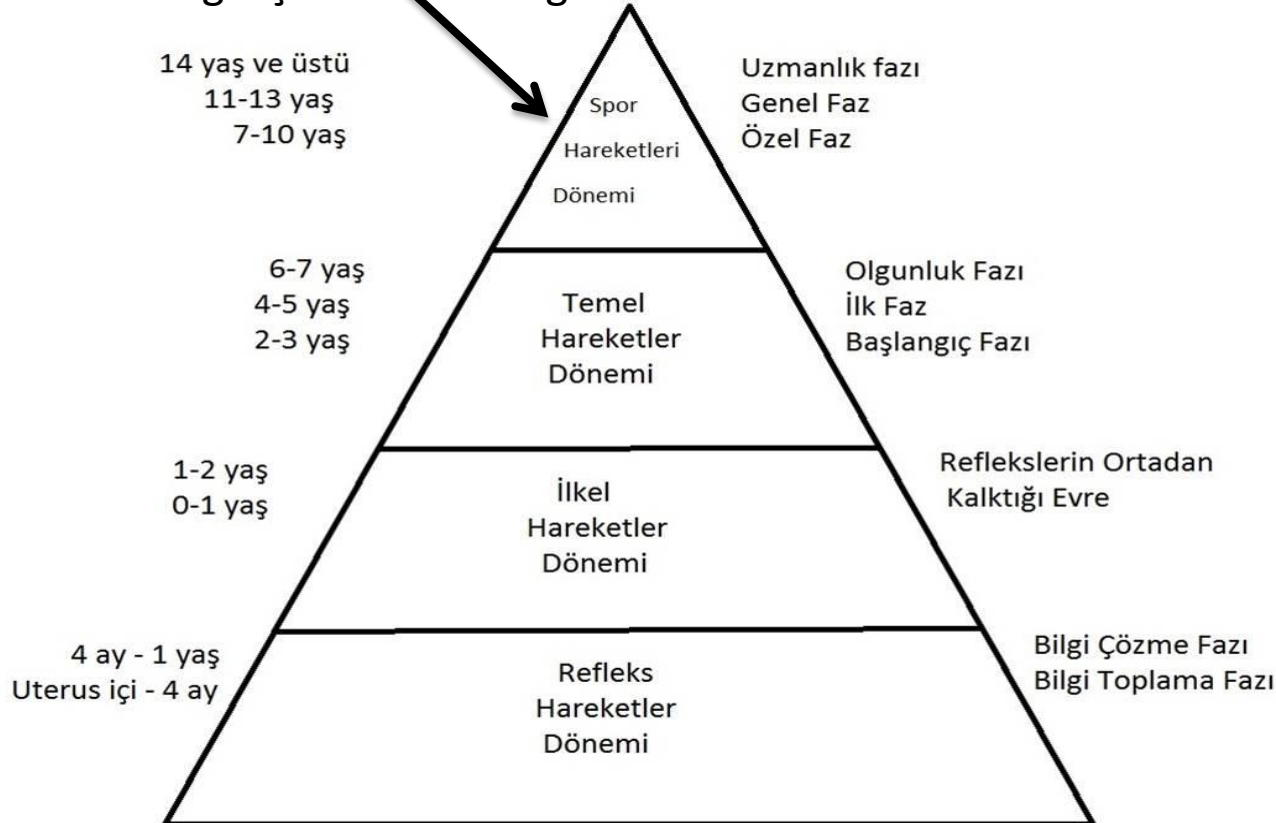 14 yaş ve üstü
11-13 yaş
7-10 yaş
Spor
Hareketleri
Dönemi
Uzmanlık fazı
Genel Faz
Özel Faz
6-7 yaş
4-5 yaş
2-3 yaş
Temel
Hareketler
Dönemi
Olgunluk Fazı
İlk Faz
Başlangıç Fazı
1-2 yaş
0-1 yaş
İlkel
Hareketler
Dönemi
Reflekslerin Ortadan
Kalktığı Evre
4 ay - 1 yaş
Uterus içi - 4 ay
Refleks
Hareketler
Dönemi
Bilgi Çözme Fazı
Bilgi Toplama Fazı